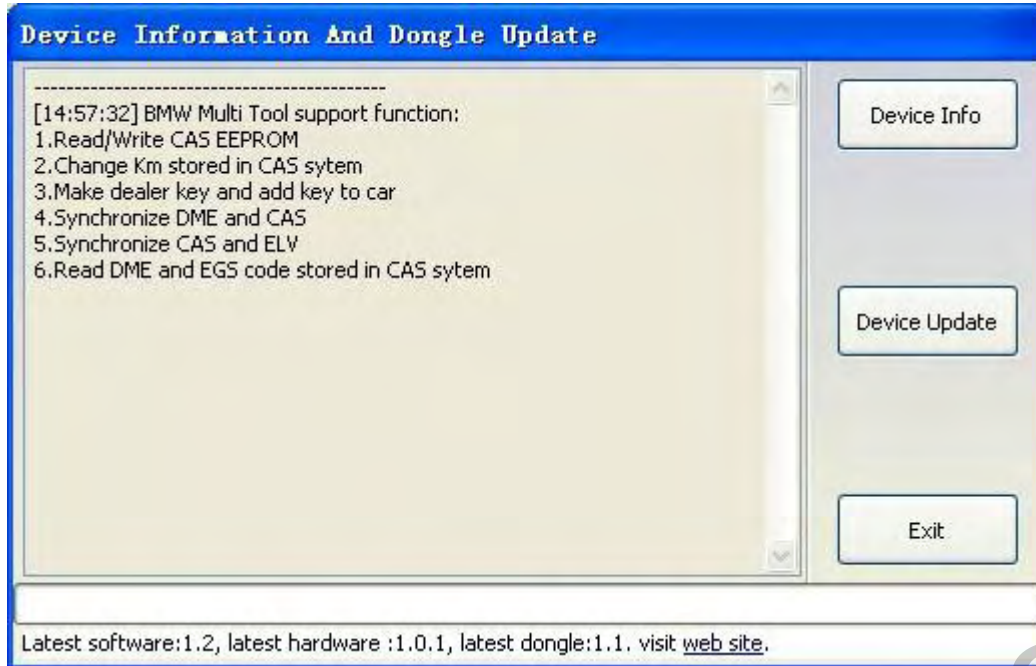 Device Information And Dongle Update
--------------------------------------------
[14:57:32] BMW Multi Tool support function:
1.Read/Write CAS EEPROM
2.Change Km stored in CAS sytem
3.Make dealer key and add key to car
4.Synchronize DME and CAS
5.Synchronize CAS and ELV
6.Read DME and EGS code stored in CAS sytem
Device Info
Device Update
Exit
Latest software:1.2, latest hardware :1.0.1, latest dongle:1.1. visit web site.